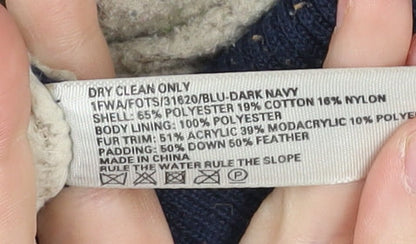 DRY CLEAN ONLY
1FWA/FOTS/31620/BLU-DARK NAVY
SHELL: 65% POLYESTER 19% COTTON 16% NYLON
BODY LINING: 100% POLYESTER
FUR TRIM: 51% ACRYLIC 39% MODACRYLIC 10% POLY
PADDING: 50% DOWN 50% FEATHER
MADE IN CHINA
RULE THE WATER RULE THE SLOPE
P